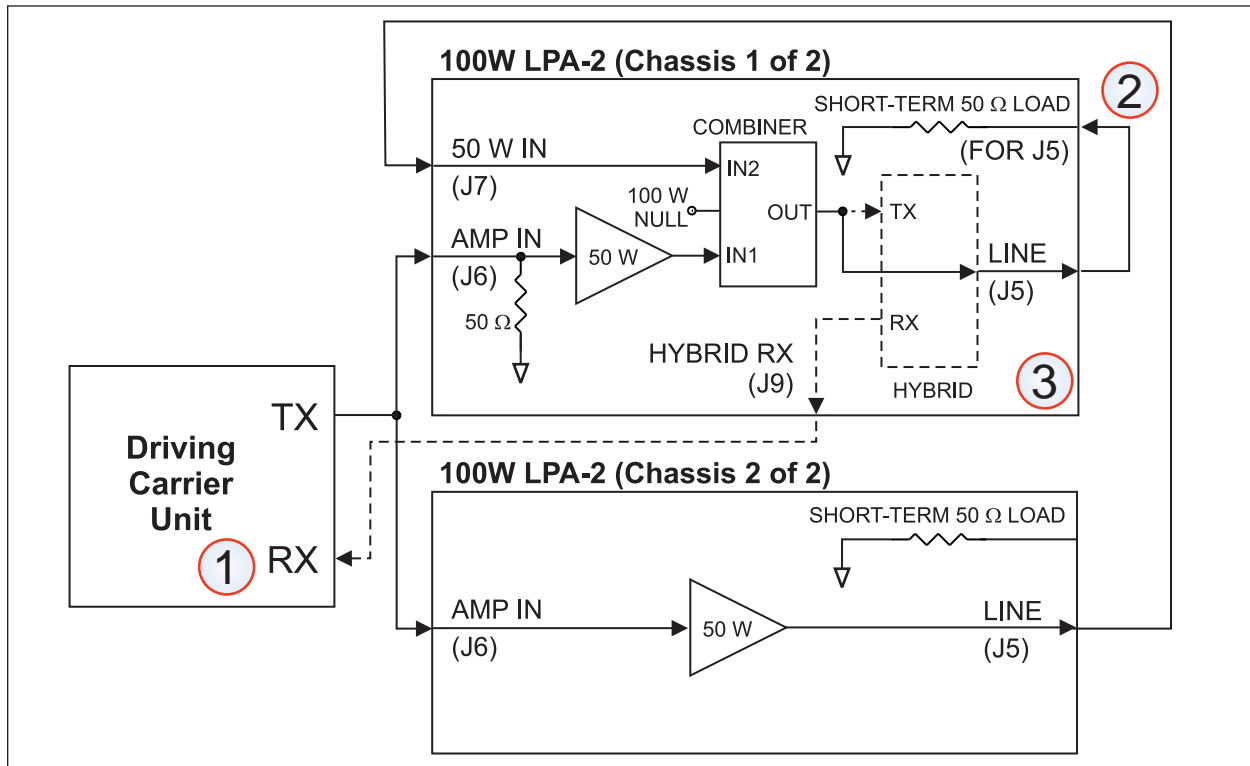 100W LPA-2 (Chassis 1 of 2)
2
SHORT-TERM 50 Ω LOAD
(FOR J5)
COMBINER
50 W IN
(J7)
IN2
100 W
NULL
OUT
TX
AMP IN
(J6)
50 W
IN1
LINE
(J5)
50 Ω
RX
HYBRID RX
(J9)
HYBRID
3
TX
Driving
Carrier
Unit
1
RX
100W LPA-2 (Chassis 2 of 2)
SHORT-TERM 50 Ω LOAD
AMP IN
(J6)
50 W
LINE
(J5)